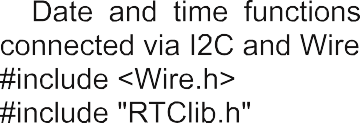 Date and time functions
connected via I2C and Wire
#include <Wire.h>
#include "RTClib.h"